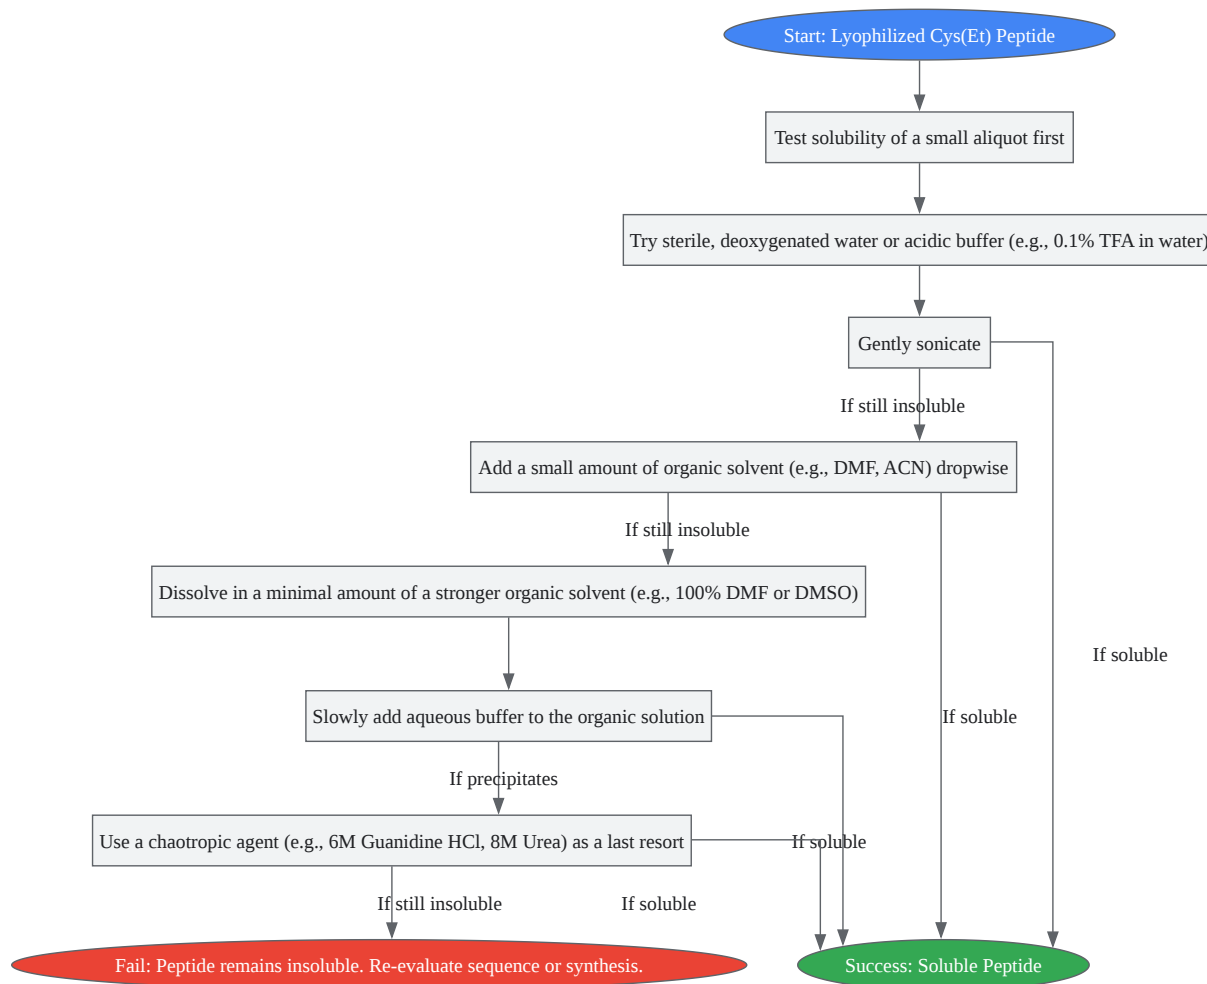 Start: Lyophilized Cys(Et) Peptide
Test solubility of a small aliquot first
Try sterile, deoxygenated water or acidic buffer (e.g., 0.1% TFA in water)
Gently sonicate
If still insoluble
Add a small amount of organic solvent (e.g., DMF, ACN) dropwise
If still insoluble
Dissolve in a minimal amount of a stronger organic solvent (e.g., 100% DMF or DMSO)
If soluble
Slowly add aqueous buffer to the organic solution
If soluble
If precipitates
Use a chaotropic agent (e.g., 6M Guanidine HCl, 8M Urea) as a last resort
If soluble
If still insoluble
If soluble
Fail: Peptide remains insoluble. Re-evaluate sequence or synthesis.
Success: Soluble Peptide